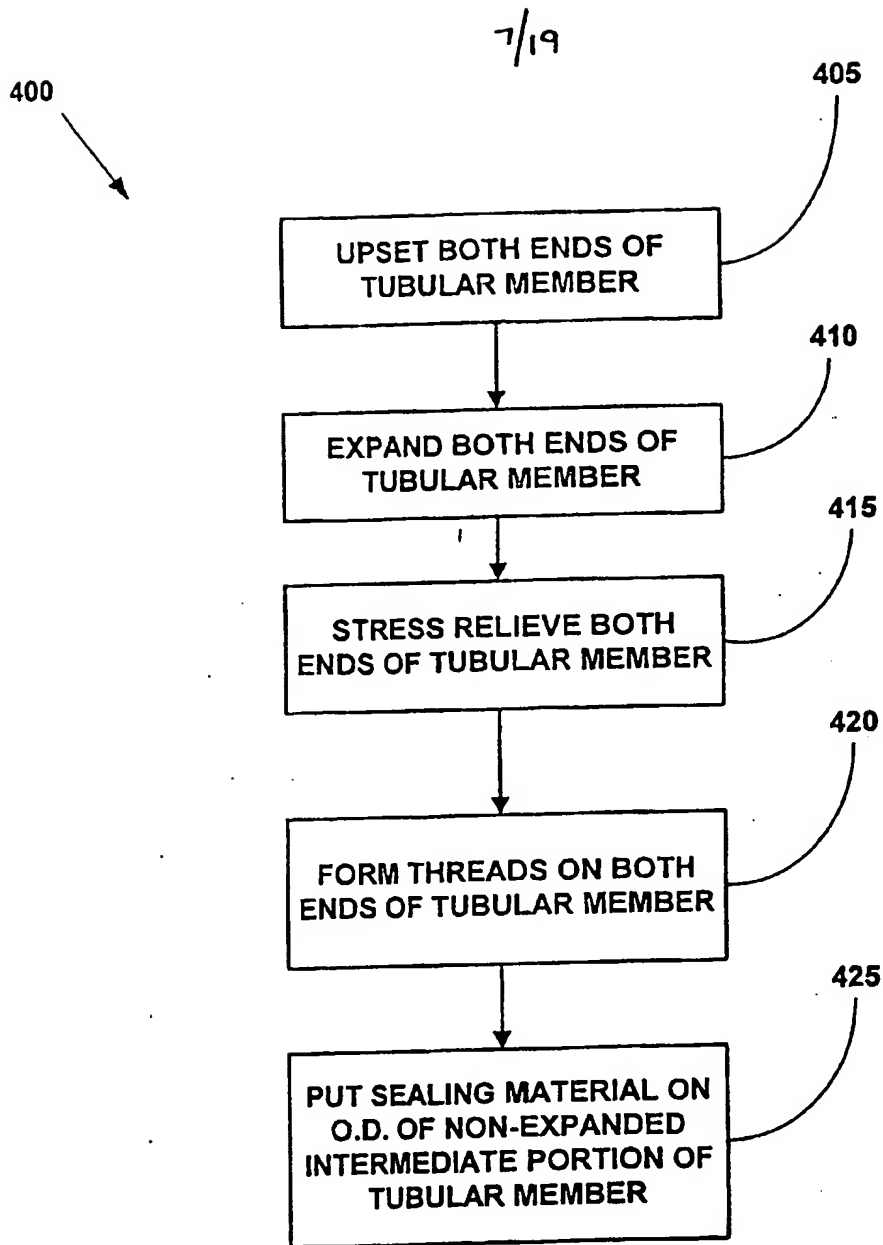 7/19
400
405
UPSET BOTH ENDS OF
TUBULAR MEMBER
410
EXPAND BOTH ENDS OF
TUBULAR MEMBER
415
STRESS RELIEVE BOTH
ENDS OF TUBULAR MEMBER
420
FORM THREADS ON BOTH
ENDS OF TUBULAR MEMBER
425
PUT SEALING MATERIAL ON
O.D. OF NON-EXPANDED
INTERMEDIATE PORTION OF
TUBULAR MEMBER